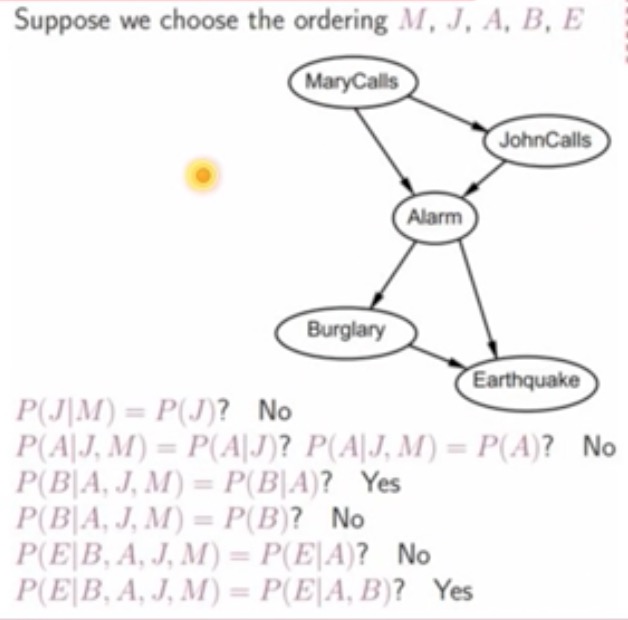 Suppose we choose the ordering M, J, A, B, E
MaryCalls
JohnCalls
Alarm
Burglary
Earthquake
P(J|M) = P(J)? No
P(A|J, M) = P(A|J)? P(A|J, M) = P(A)? No
P(B|A, J, M) = P(B|A)? Yes
P(B|A, J, M) = P(B)? No
P(E|B, A, J, M) = P(E|A)? No
P(E|B, A, J, M) = P(E|A, B)? Yes